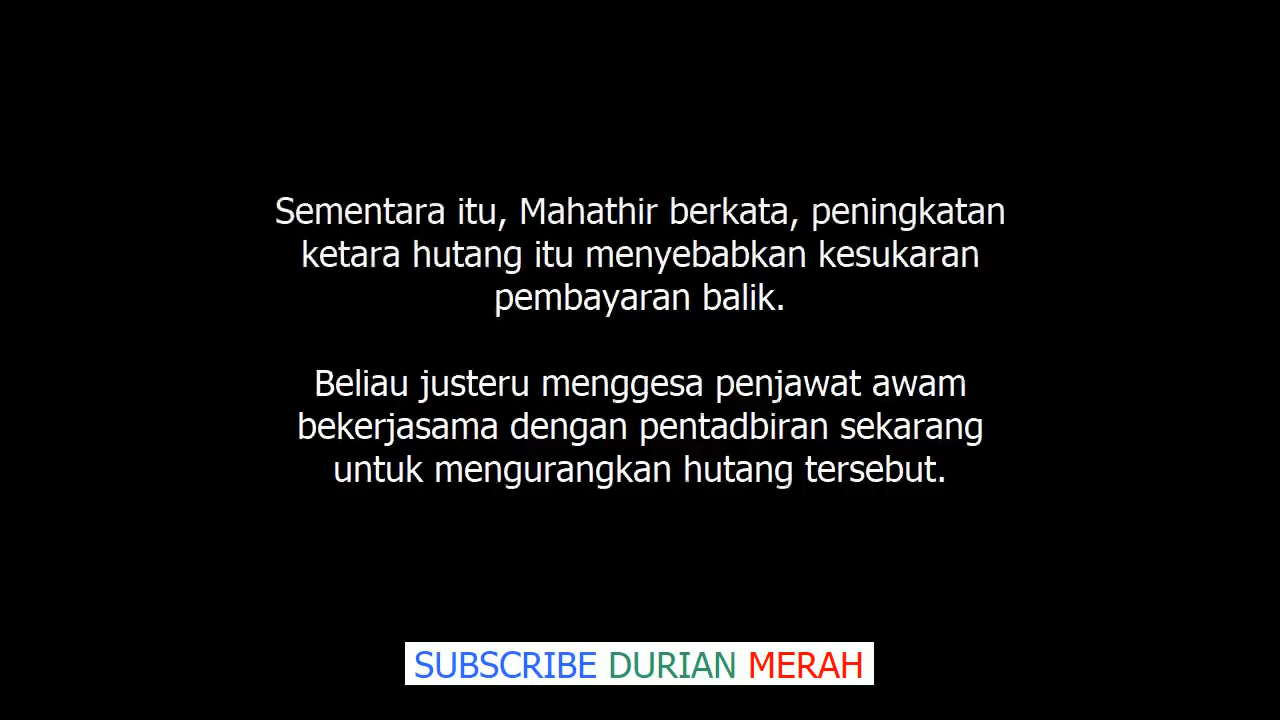 Sementara itu, Mahathir berkata, peningkatan
ketara hutang itu menyebabkan kesukaran
pembayaran balik.
Beliau justeru menggesa penjawat awam
bekerjasama dengan pentadbiran sekarang
untuk mengurangkan hutang tersebut.
SUBSCRIBE DURIAN MERAH